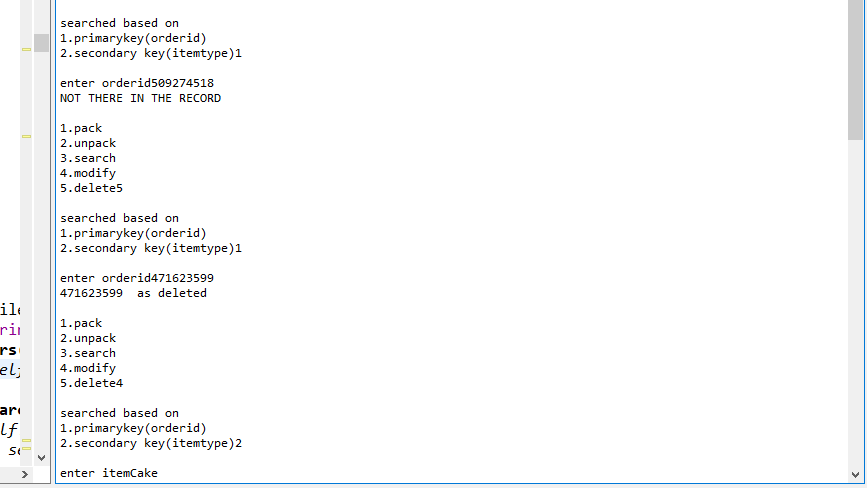 searched based on
1.primarykey(orderid)
2.secondary key(itemtype)1
enter orderid509274518
NOT THERE IN THE RECORD
1.pack
2.unpack
3.search
4.modify
5.delete5
searched based on
1.primarykey(orderid)
2.secondary key(itemtype)1
enter orderid471623599
471623599  as deleted
1.pack
2.unpack
3.search
4.modify
5.delete4
searched based on
1.primarykey(orderid)
2.secondary key(itemtype)2
enter itemCake